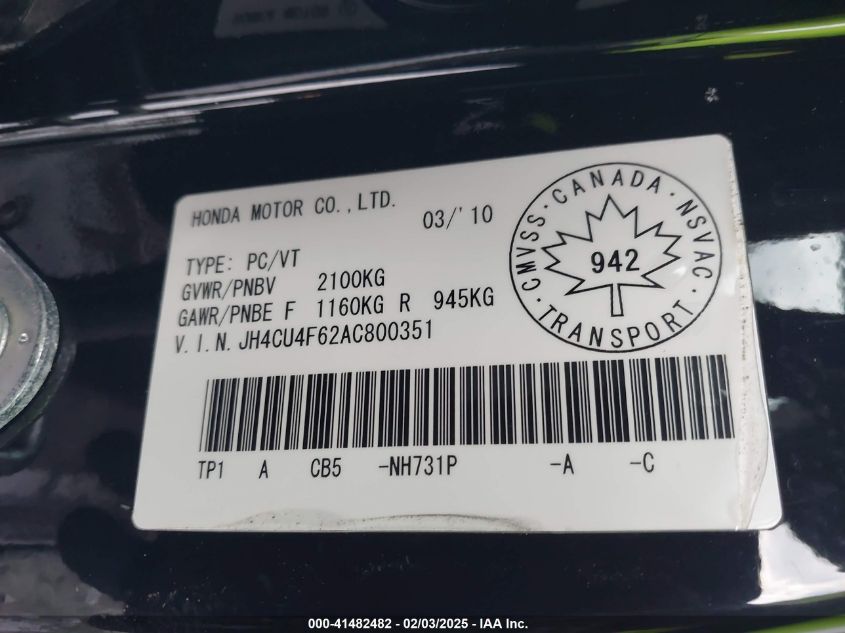 HONDA MOTOR CO.,LTD.
03/'10
TYPE: PC/VT
GVWR/PNBV 2100KG
GAWR/PNBE F 1160KG R 945KG
V.I.N. JH4CU4F62AC800351
CMVSS · CANADA · NSVAC · TRANSPORT ·
942
TP1 A CB5 -NH731P -A -C
000-41482482 - 02/03/2025 - IAA Inc.